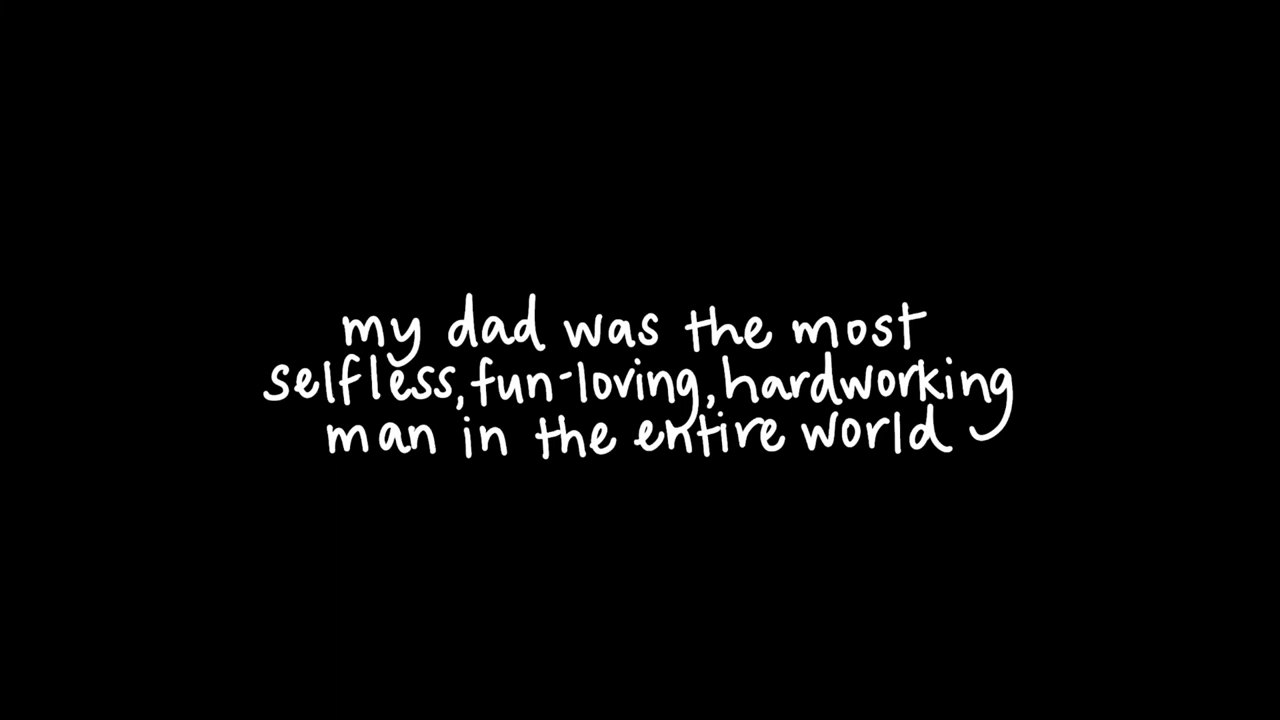 my dad was the most
selfless, fun-loving, hardworking
man in the entire world